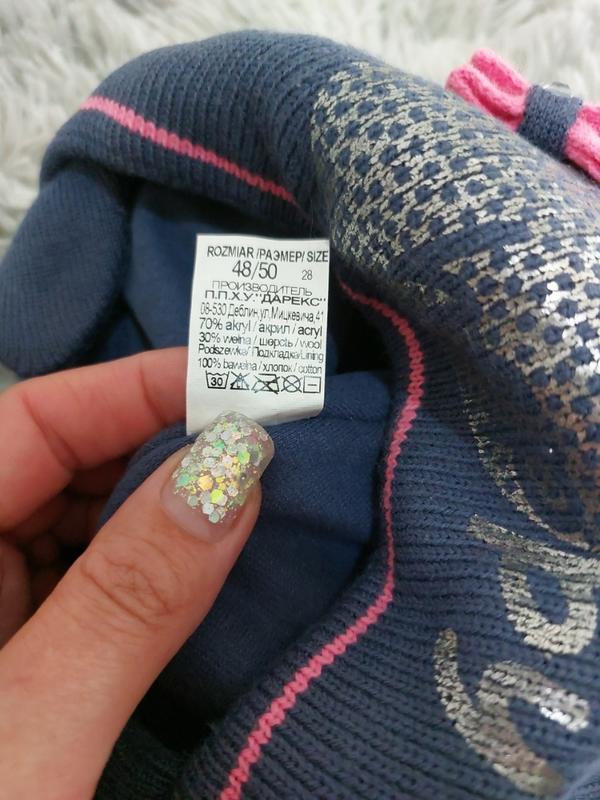 ROZMIAR /РАЗМЕР/ SIZE
48/50 28
ПРОИЗВОДИТЕЛЬ
П.П.Х.У."ДАРЕКС"
08-530 Деблин,ул,Мицкевича,41
70% akryl / акрил / acryl
30% wełna / шерсть / wool
Podszewka/Подкладка/Lining
100% bawełna / хлопок / cotton
30